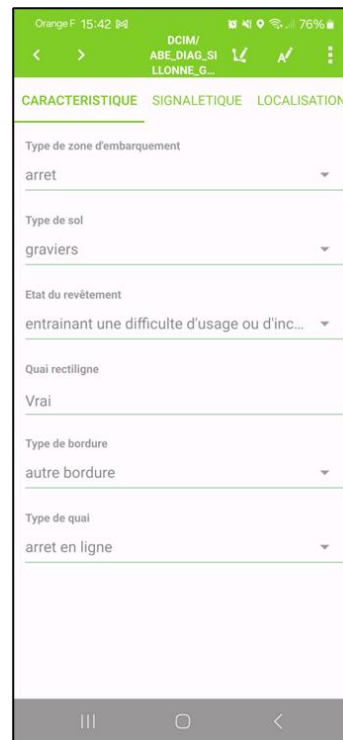 Orange F 15:42
76%
DCIM/
ABE_DIAG_SI
LLONNE_G...
CARACTERISTIQUE SIGNALETIQUE LOCALISATION
Type de zone d'embarquement
arret
Type de sol
graviers
Etat du revêtement
entrainant une difficulte d'usage ou d'inc...
Quai rectiligne
Vrai
Type de bordure
autre bordure
Type de quai
arret en ligne